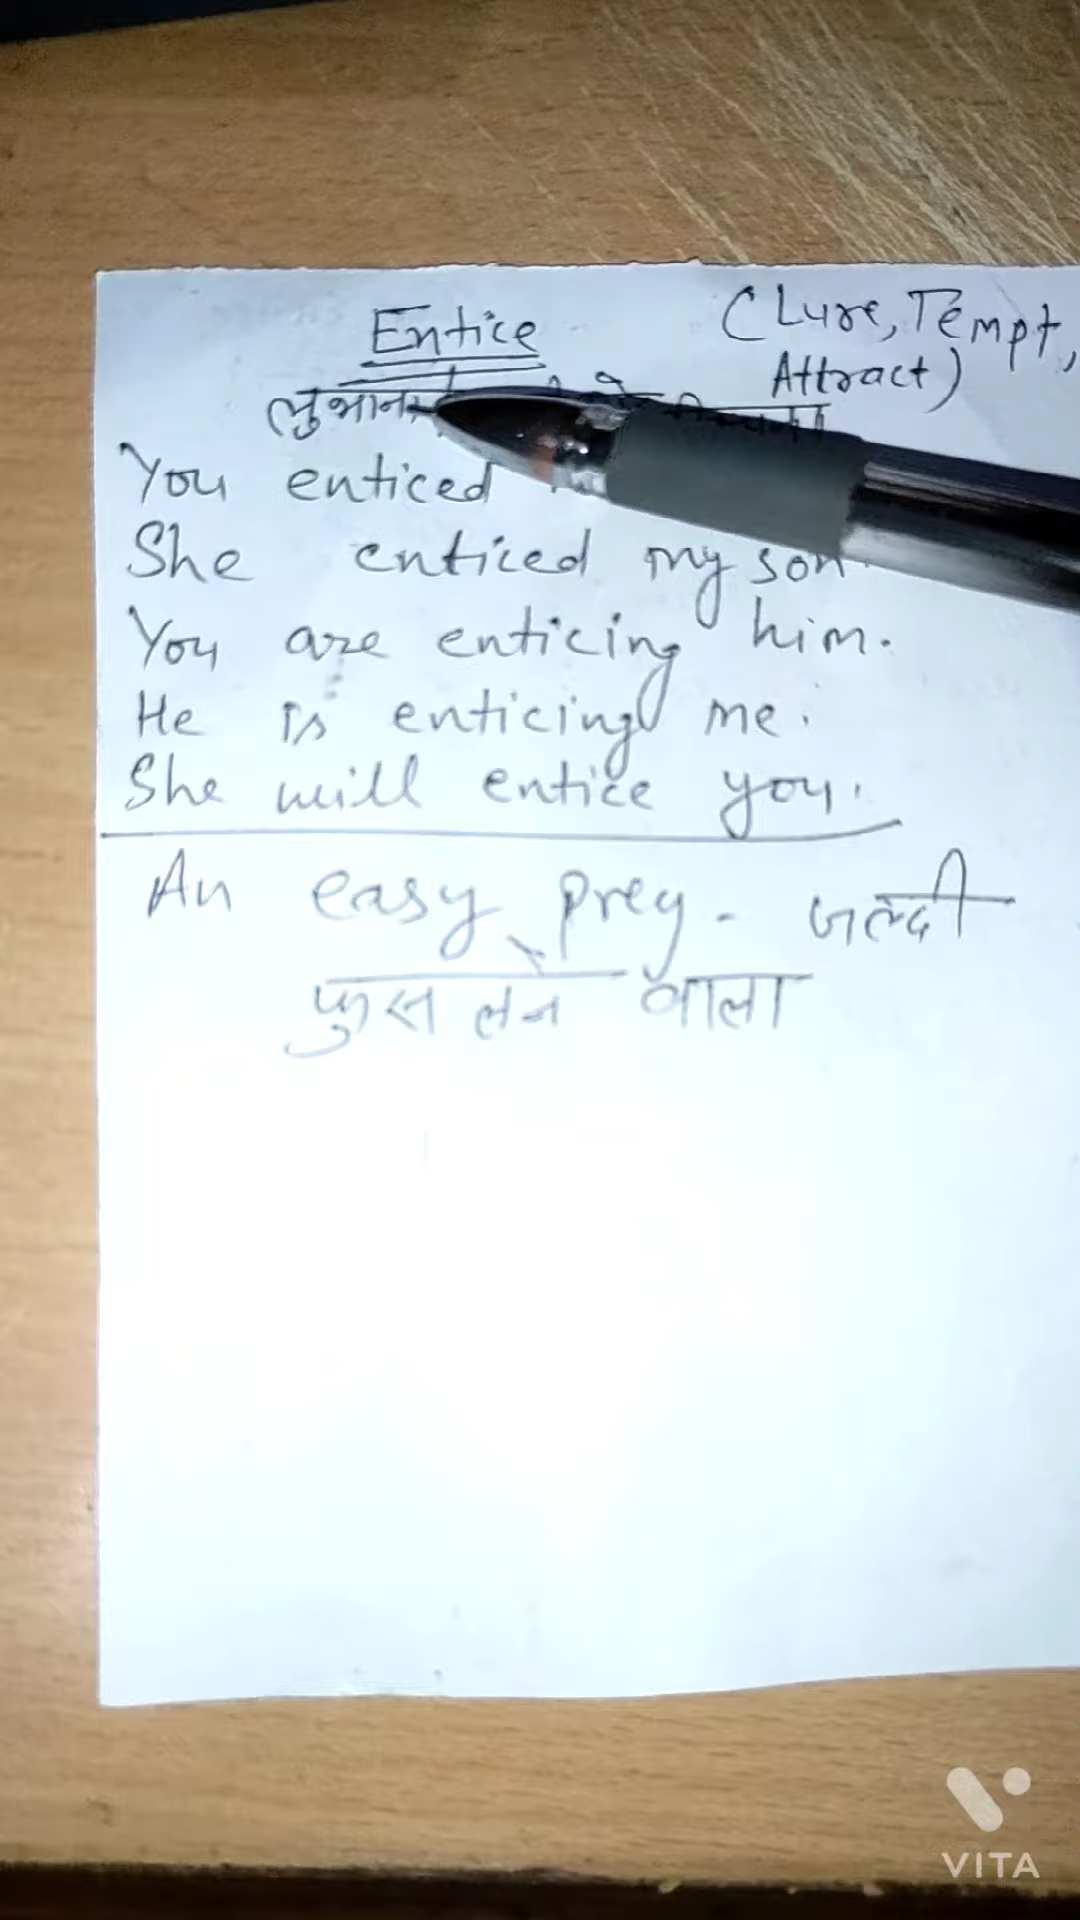 Entice (Lure, Tempt,
Attract)
लुभाना
You enticed
She enticed my son
You are enticing him.
He is enticing me.
She will entice you.
An easy prey - जल्दी
फुसलने वाला
VITA